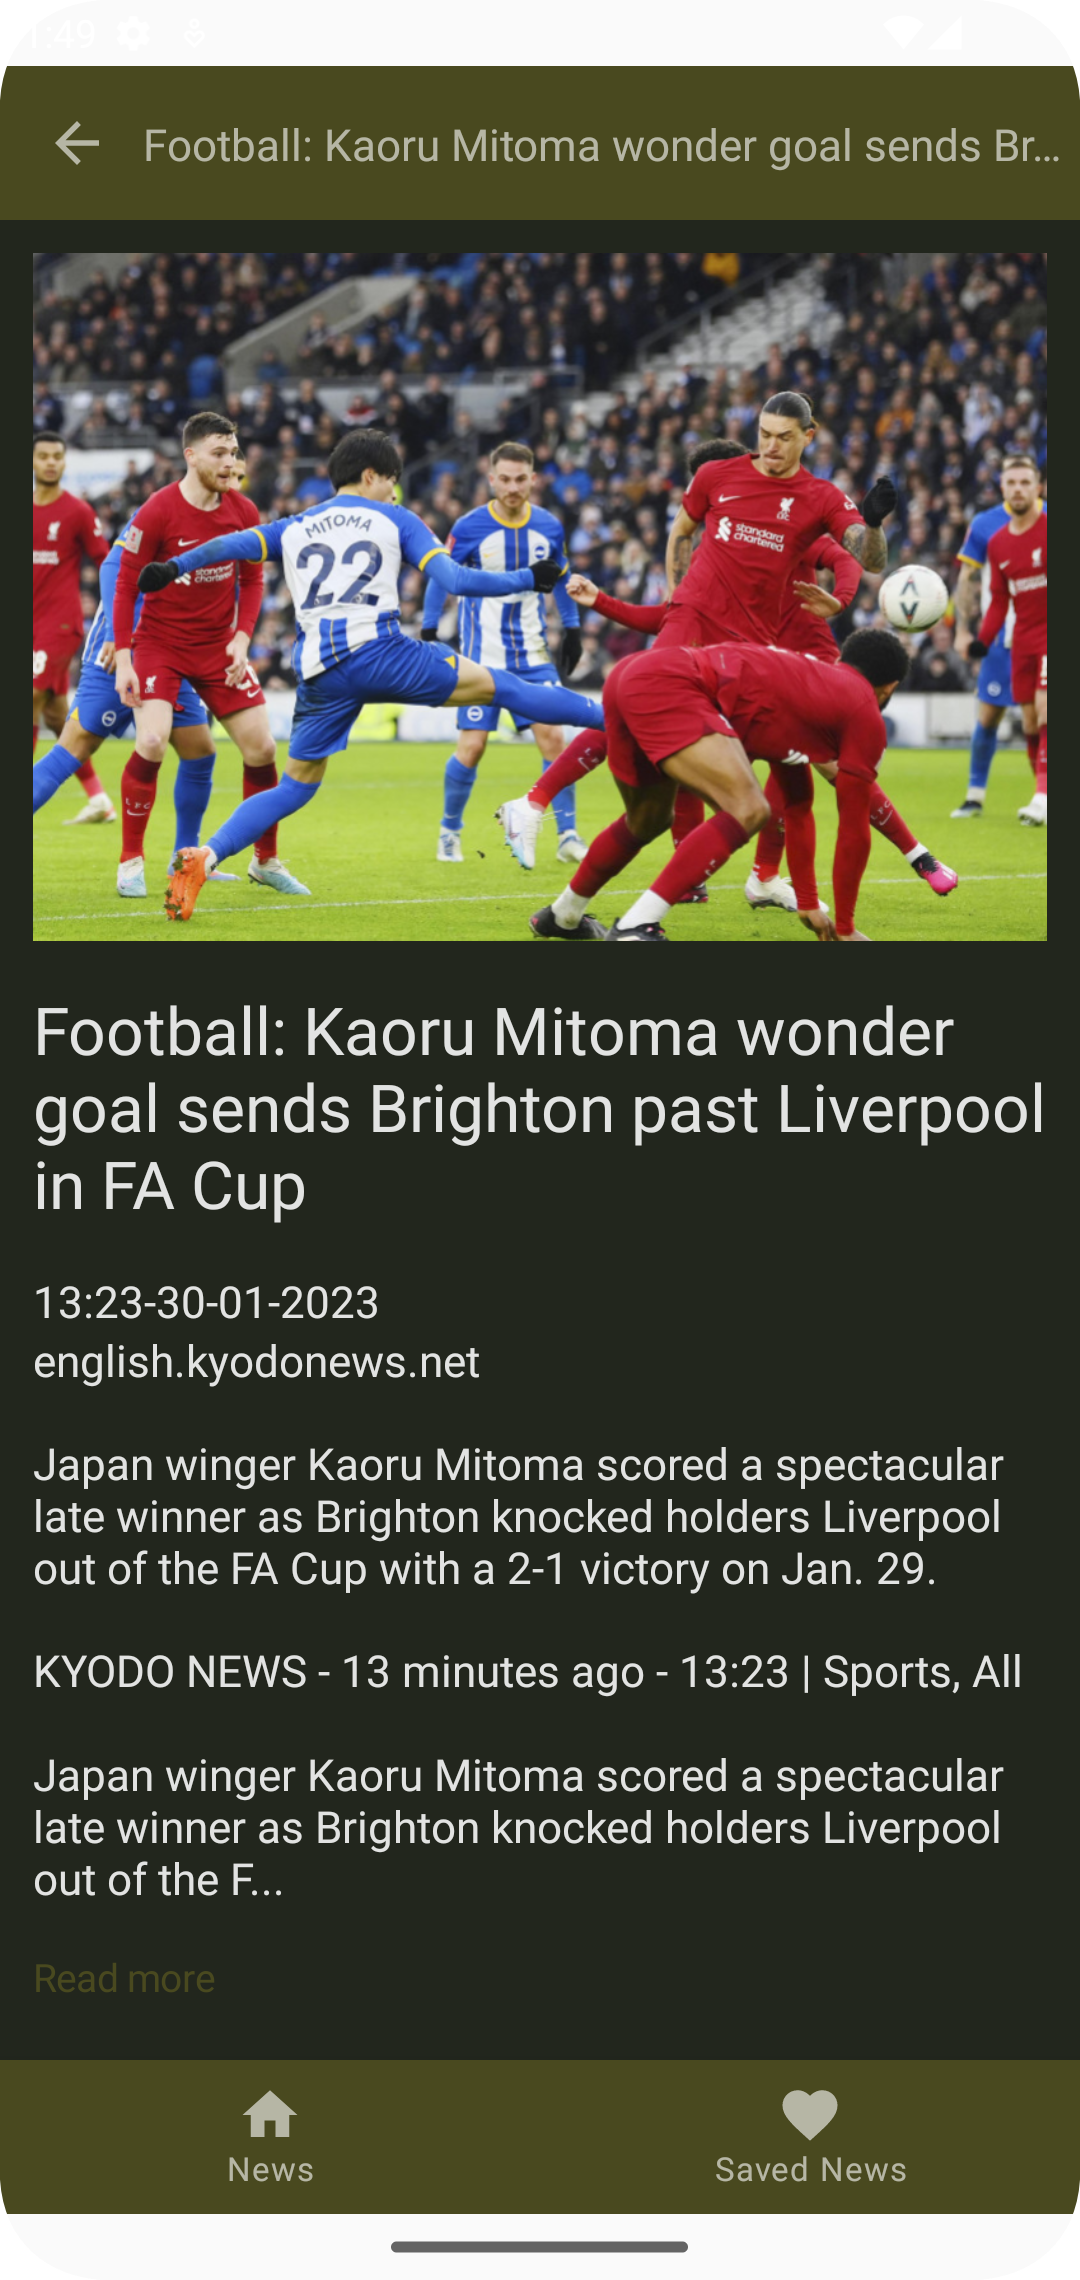 1:49
Football: Kaoru Mitoma wonder goal sends Br...
MITOMA
22
standard
chartered
standard
chartered
L F C
Football: Kaoru Mitoma wonder
goal sends Brighton past Liverpool
in FA Cup
13:23-30-01-2023
english.kyodonews.net
Japan winger Kaoru Mitoma scored a spectacular
late winner as Brighton knocked holders Liverpool
out of the FA Cup with a 2-1 victory on Jan. 29.
KYODO NEWS - 13 minutes ago - 13:23 | Sports, All
Japan winger Kaoru Mitoma scored a spectacular
late winner as Brighton knocked holders Liverpool
out of the F...
Read more
News
Saved News